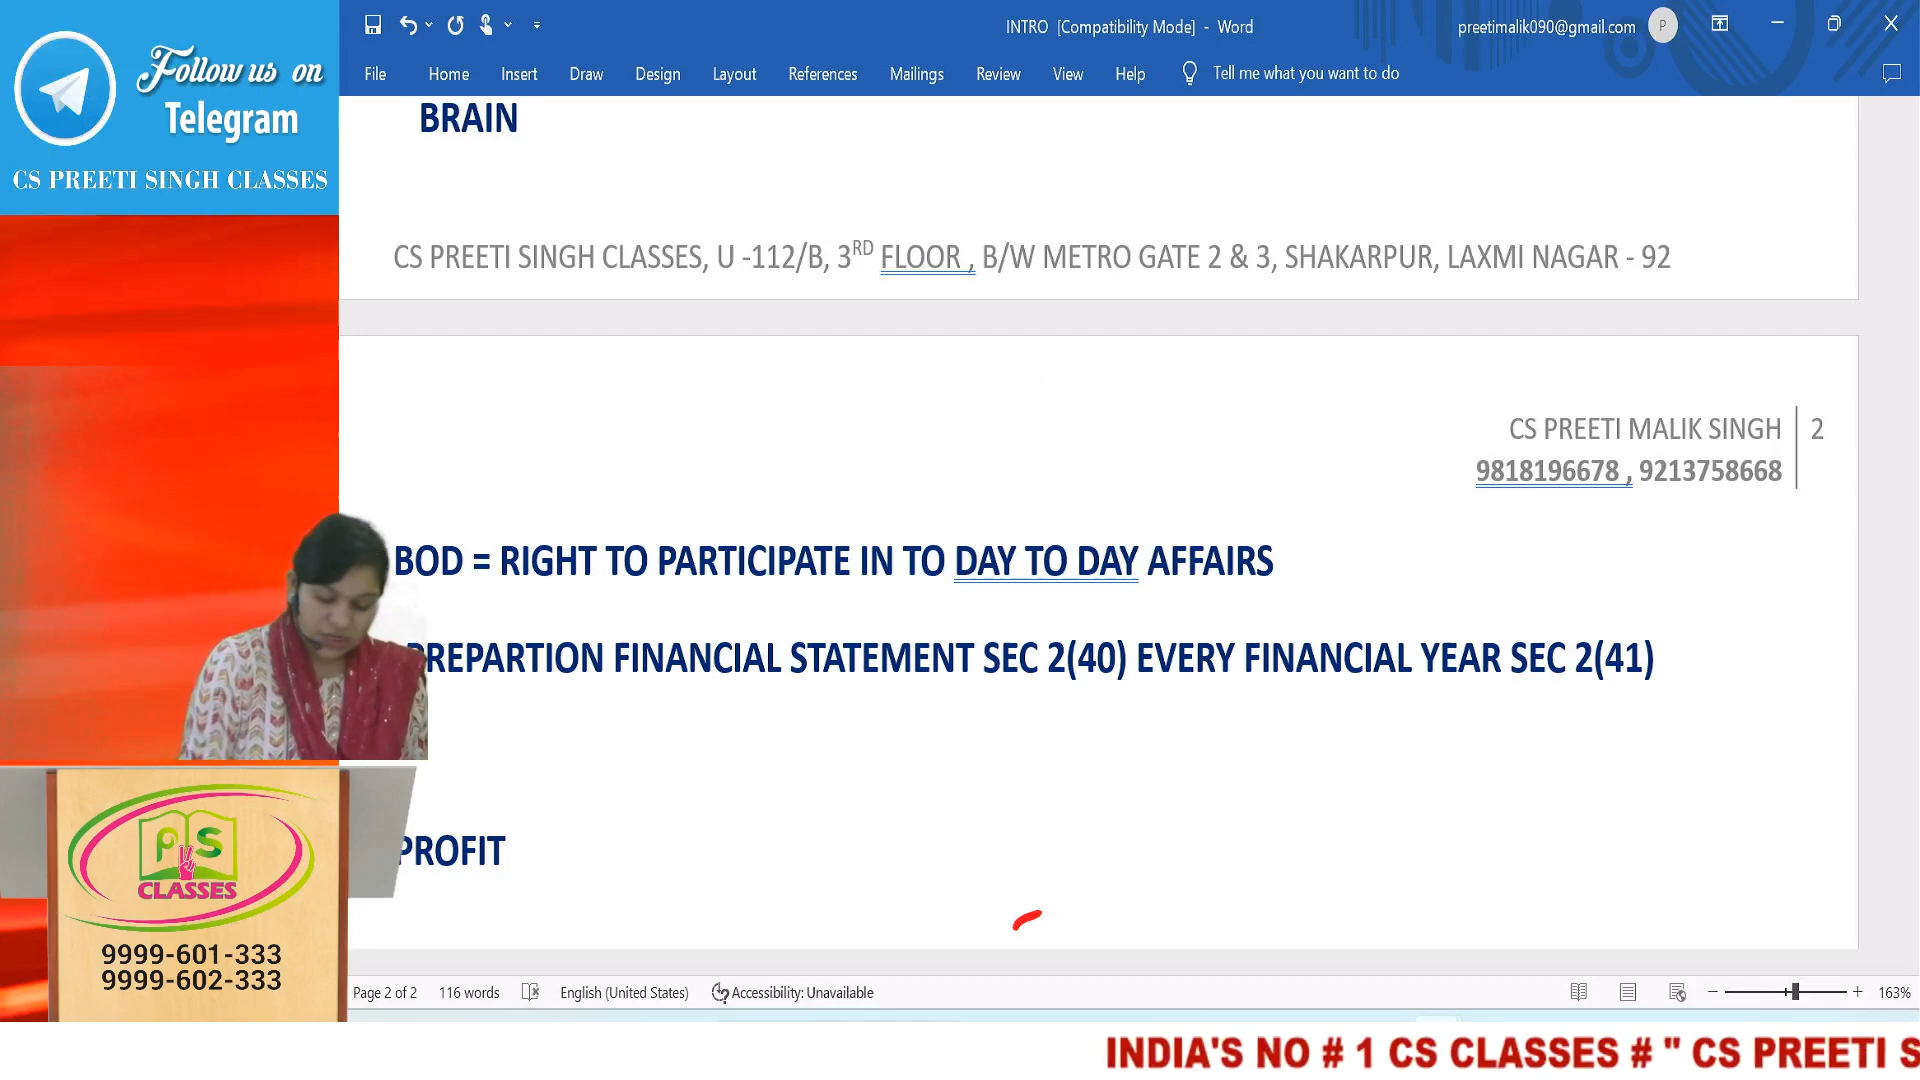 Follow us on
Telegram
CS PREETI SINGH CLASSES
INTRO [Compatibility Mode] - Word
preetimalik090@gmail.com
P
File Home Insert Draw Design Layout References Mailings Review View Help Tell me what you want to do
BRAIN
CS PREETI SINGH CLASSES, U -112/B, 3RD FLOOR , B/W METRO GATE 2 & 3, SHAKARPUR, LAXMI NAGAR - 92
CS PREETI MALIK SINGH 2
9818196678 , 9213758668
BOD = RIGHT TO PARTICIPATE IN TO DAY TO DAY AFFAIRS
PREPARTION FINANCIAL STATEMENT SEC 2(40) EVERY FINANCIAL YEAR SEC 2(41)
PROFIT
PS
CLASSES
9999-601-333
9999-602-333
Page 2 of 2 116 words English (United States) Accessibility: Unavailable 163%
INDIA'S NO # 1 CS CLASSES # " CS PREETI S